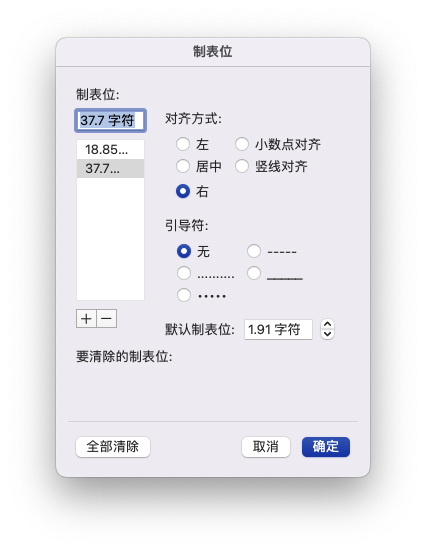 制表位
制表位:
37.7 字符
18.85...
37.7...
对齐方式:
左
小数点对齐
居中
竖线对齐
右
引导符:
无
-----
..........
_____
•••••
默认制表位:
1.91 字符
要清除的制表位:
全部清除
取消
确定